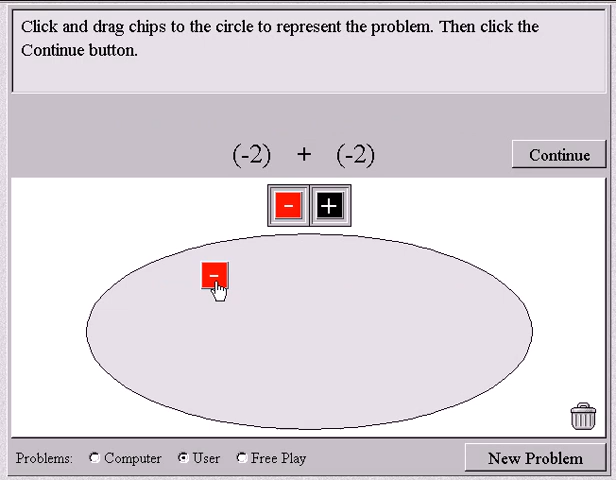 Click and drag chips to the circle to represent the problem. Then click the
Continue button.
(-2) + (-2)
Continue
- +
-
Problems: Computer User Free Play
New Problem